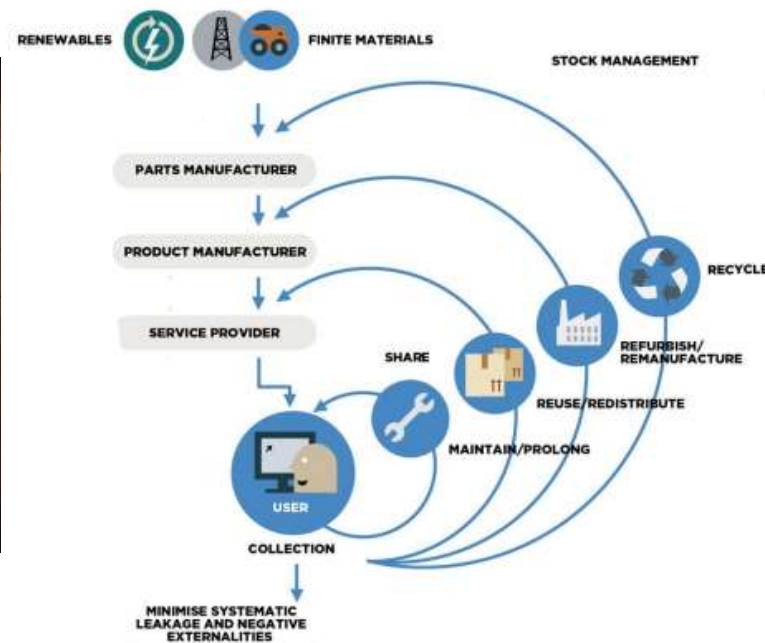 RENEWABLES
FINITE MATERIALS
STOCK MANAGEMENT
PARTS MANUFACTURER
PRODUCT MANUFACTURER
RECYCLE
SERVICE PROVIDER
REFURBISH/
REMANUFACTURE
SHARE
REUSE/REDISTRIBUTE
MAINTAIN/PROLONG
USER
COLLECTION
MINIMISE SYSTEMATIC
LEAKAGE AND NEGATIVE
EXTERNALITIES